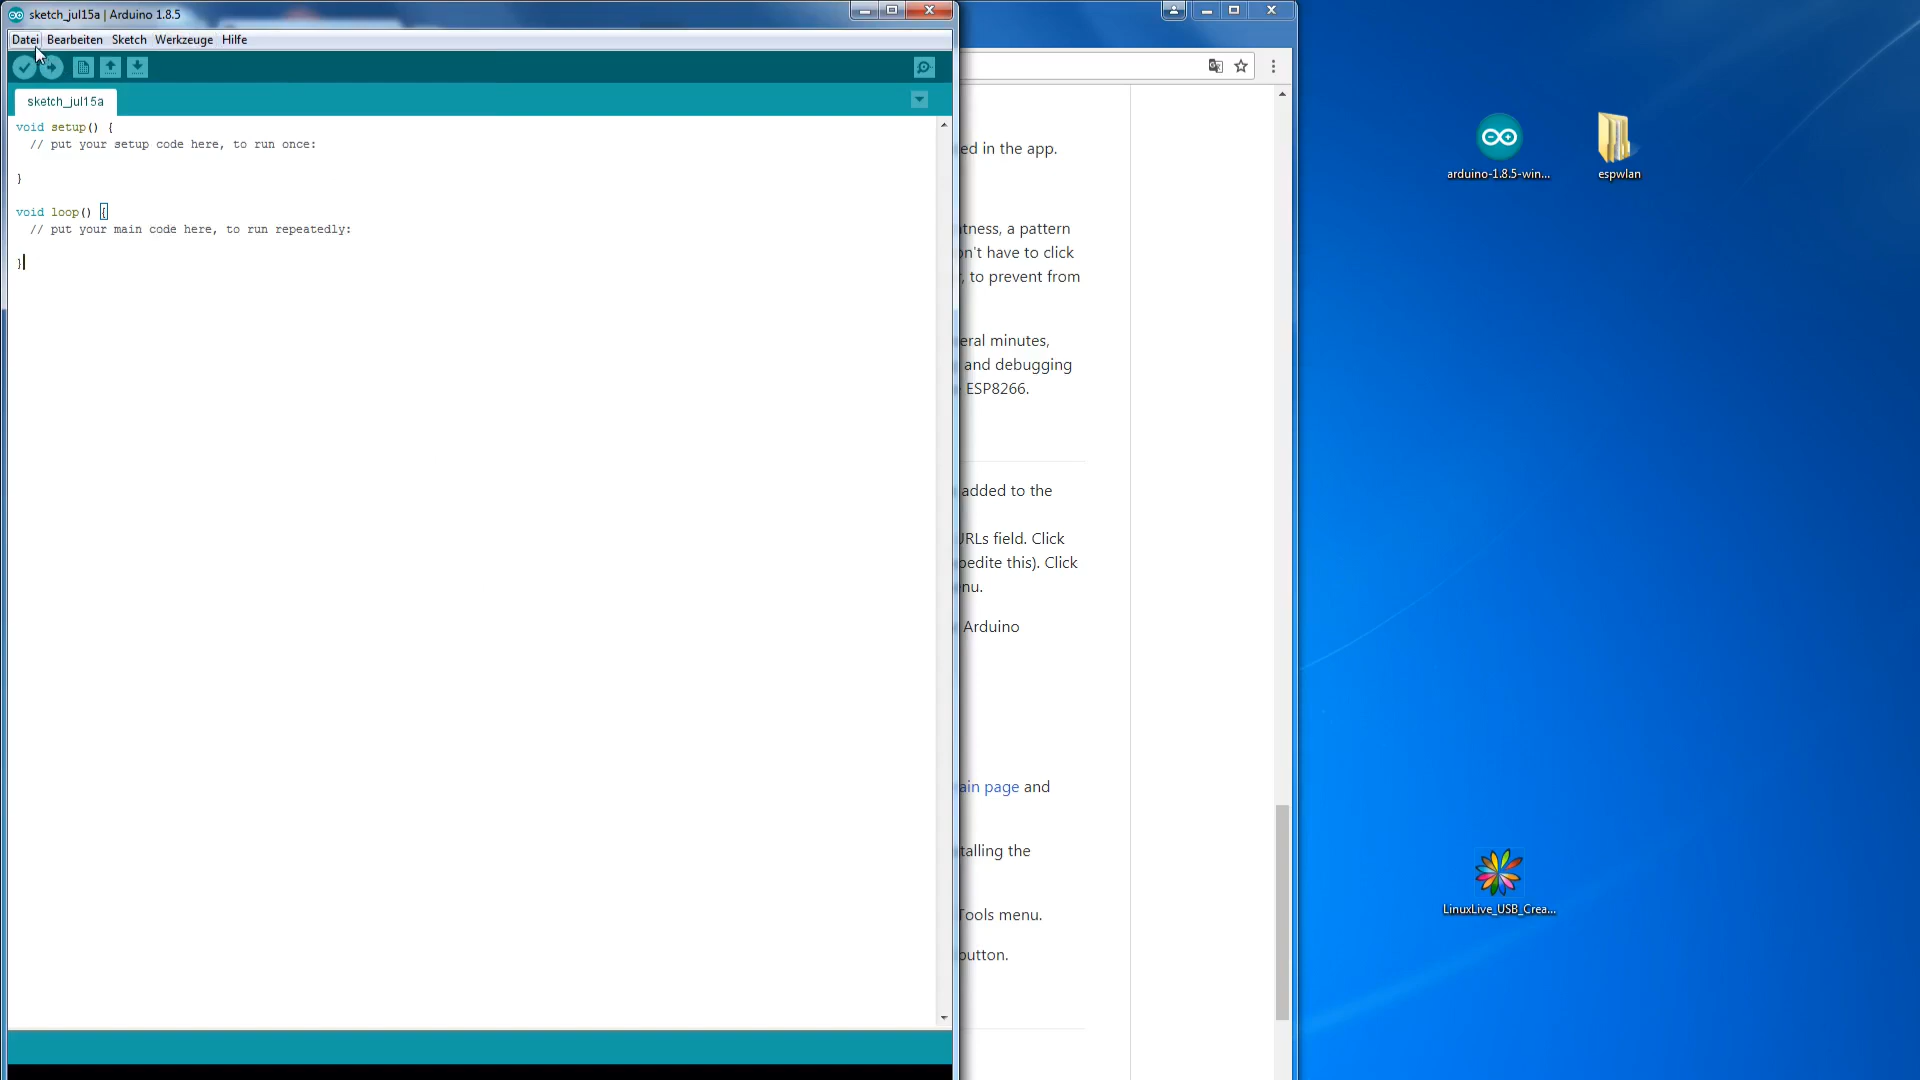 sketch_jul15a | Arduino 1.8.5
Datei Bearbeiten Sketch Werkzeuge Hilfe
sketch_jul15a
void setup() {
// put your setup code here, to run once:
}
void loop() {
// put your main code here, to run repeatedly:
}
ed in the app.
tness, a pattern
on't have to click
, to prevent from
eral minutes,
and debugging
ESP8266.
added to the
URLs field. Click
pedite this). Click
nu.
Arduino
ain page and
talling the
Tools menu.
button.
arduino-1.8.5-win...
espwlan
LinuxLive_USB_Crea...